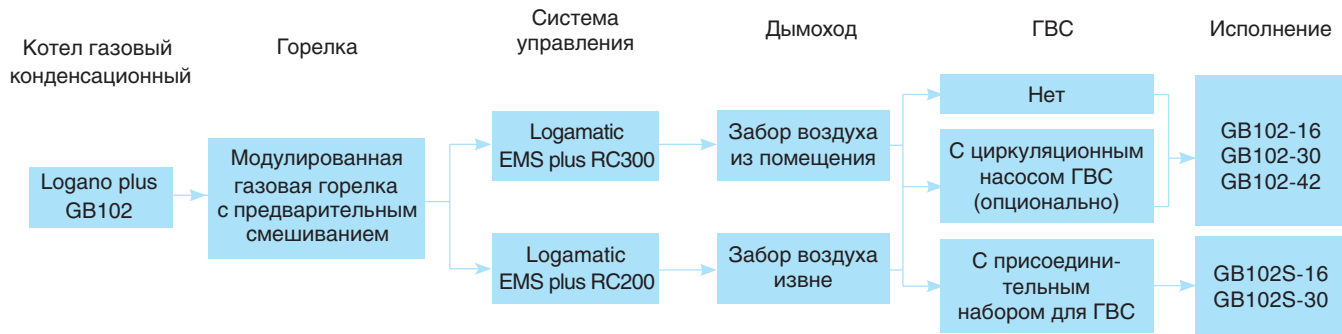 Котел газовый
конденсационный
Горелка
Система
управления
Дымоход
ГВС
Исполнение
Logano plus
GB102
Модулированная
газовая горелка
с предварительным
смешиванием
Logamatic
EMS plus RC300
Logamatic
EMS plus RC200
Забор воздуха
из помещения
Забор воздуха
извне
Нет
С циркуляционным
насосом ГВС
(опционально)
С присоедини-
тельным
набором для ГВС
GB102-16
GB102-30
GB102-42
GB102S-16
GB102S-30